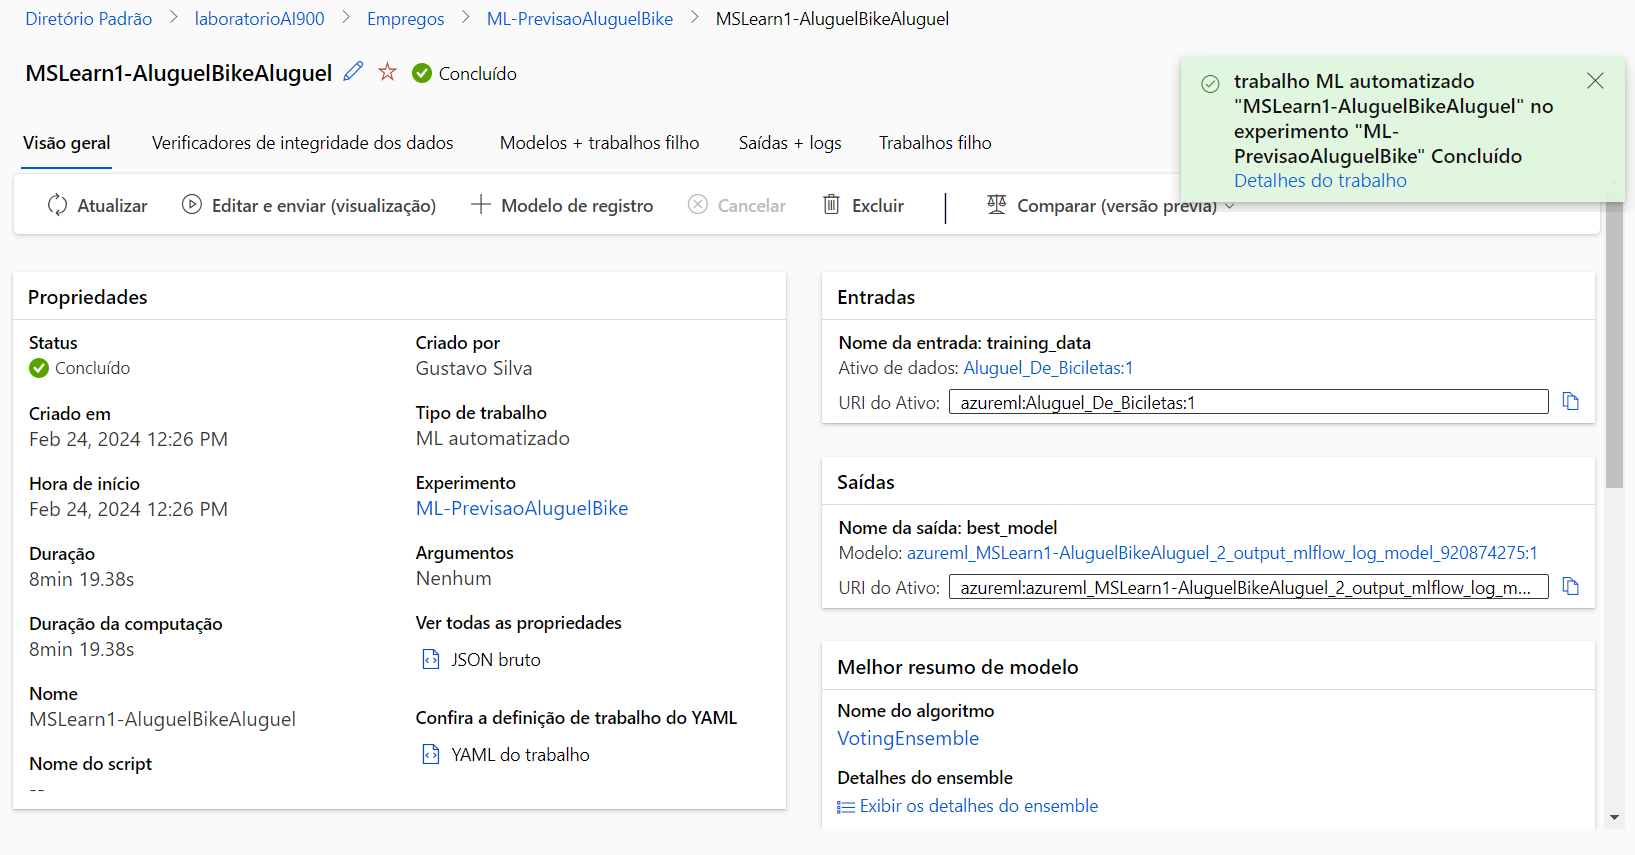 Diretório Padrão > laboratorioAI900 > Empregos > ML-PrevisaoAluguelBike > MSLearn1-AluguelBikeAluguel
MSLearn1-AluguelBikeAluguel Concluído
trabalho ML automatizado
"MSLearn1-AluguelBikeAluguel" no
experimento "ML-
PrevisaoAluguelBike" Concluído
Detalhes do trabalho
Visão geral Verificadores de integridade dos dados Modelos + trabalhos filho Saídas + logs Trabalhos filho
Atualizar Editar e enviar (visualização) Modelo de registro Cancelar Excluir Comparar (versão prévia)
Propriedades
Status
Concluído
Criado em
Feb 24, 2024 12:26 PM
Hora de início
Feb 24, 2024 12:26 PM
Duração
8min 19.38s
Duração da computação
8min 19.38s
Nome
MSLearn1-AluguelBikeAluguel
Nome do script
--
Criado por
Gustavo Silva
Tipo de trabalho
ML automatizado
Experimento
ML-PrevisaoAluguelBike
Argumentos
Nenhum
Ver todas as propriedades
JSON bruto
Confira a definição de trabalho do YAML
YAML do trabalho
Entradas
Nome da entrada: training_data
Ativo de dados: Aluguel_De_Biciletas:1
URI do Ativo: azureml:Aluguel_De_Biciletas:1
Saídas
Nome da saída: best_model
Modelo: azureml_MSLearn1-AluguelBikeAluguel_2_output_mlflow_log_model_920874275:1
URI do Ativo: azureml:azureml_MSLearn1-AluguelBikeAluguel_2_output_mlflow_log_m...
Melhor resumo de modelo
Nome do algoritmo
VotingEnsemble
Detalhes do ensemble
Exibir os detalhes do ensemble